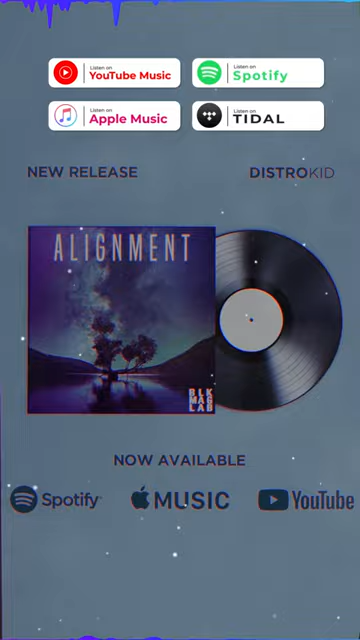 Listen on
YouTube Music
Listen on
Spotify
Listen on
Apple Music
Listen on
TIDAL
NEW RELEASE
DISTROKID
ALIGNMENT
BLK
MAG
LAB
NOW AVAILABLE
Spotify
MUSIC
YouTube